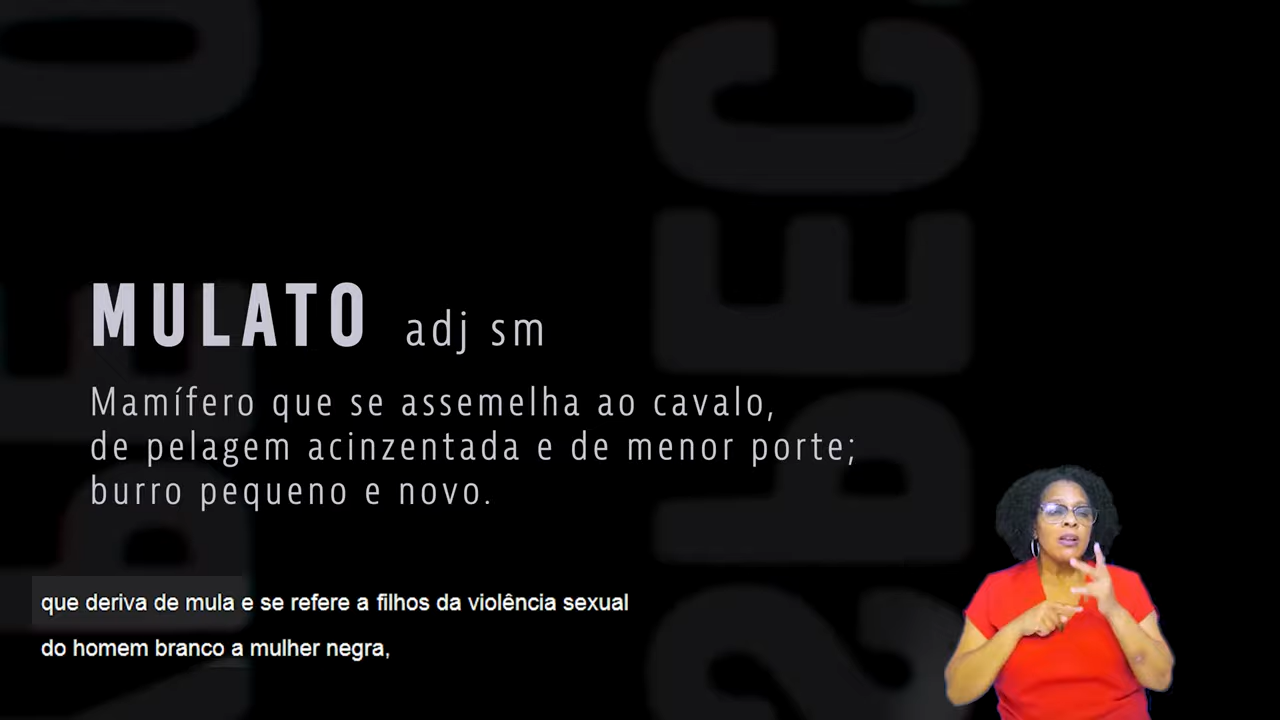 MULATO adj sm
Mamífero que se assemelha ao cavalo,
de pelagem acinzentada e de menor porte;
burro pequeno e novo.
que deriva de mula e se refere a filhos da violência sexual
do homem branco a mulher negra,